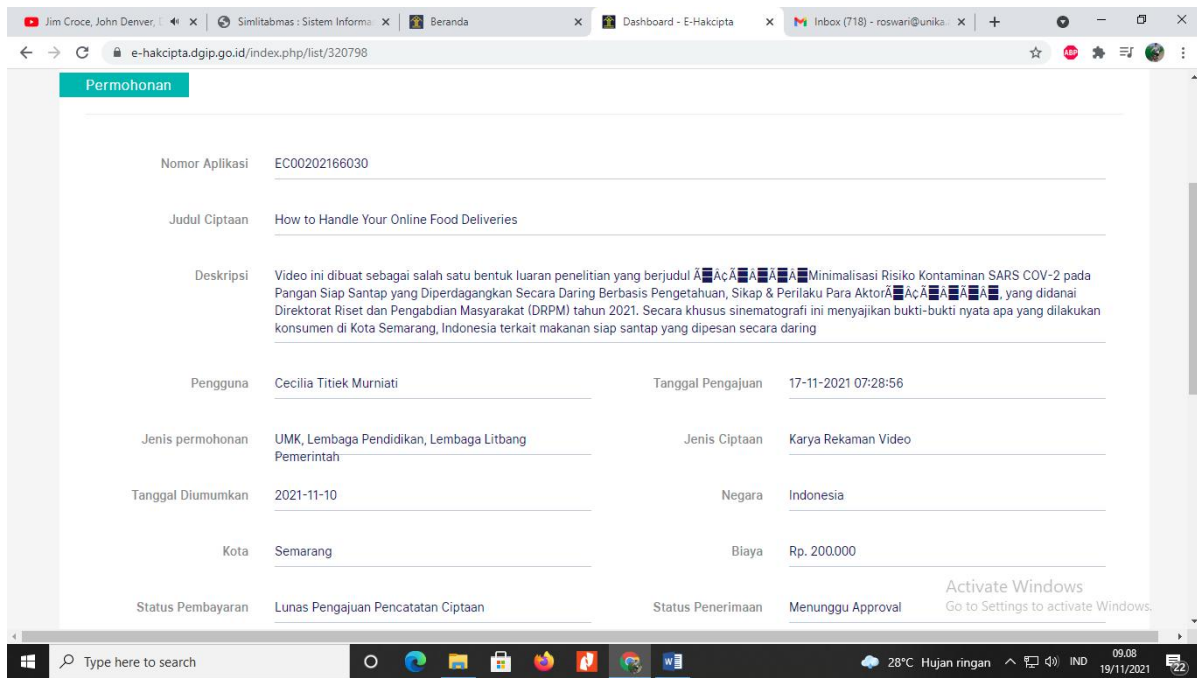 Jim Croce, John Denver,
Simlitabmas : Sistem Informa
Beranda
Dashboard - E-Hakcipta
Inbox (718) - roswari@unika.
e-hakcipta.dgip.go.id/index.php/list/320798
ABP
Permohonan
Nomor Aplikasi EC00202166030
Judul Ciptaan How to Handle Your Online Food Deliveries
Deskripsi Video ini dibuat sebagai salah satu bentuk luaran penelitian yang berjudul Minimalisasi Risiko Kontaminan SARS COV-2 pada
Pangan Siap Santap yang Diperdagangkan Secara Daring Berbasis Pengetahuan, Sikap & Perilaku Para Aktor, yang didanai
Direktorat Riset dan Pengabdian Masyarakat (DRPM) tahun 2021. Secara khusus sinematografi ini menyajikan bukti-bukti nyata apa yang dilakukan
konsumen di Kota Semarang, Indonesia terkait makanan siap santap yang dipesan secara daring
Pengguna Cecilia Titiek Murniati Tanggal Pengajuan 17-11-2021 07:28:56
Jenis permohonan UMK, Lembaga Pendidikan, Lembaga Litbang Jenis Ciptaan Karya Rekaman Video
Pemerintah
Tanggal Diumumkan 2021-11-10 Negara Indonesia
Kota Semarang Biaya Rp. 200.000
Activate Windows
Status Pembayaran Lunas Pengajuan Pencatatan Ciptaan Status Penerimaan Menunggu Approval Go to Settings to activate Windows.
Type here to search 28°C Hujan ringan IND 09.08
19/11/2021
22